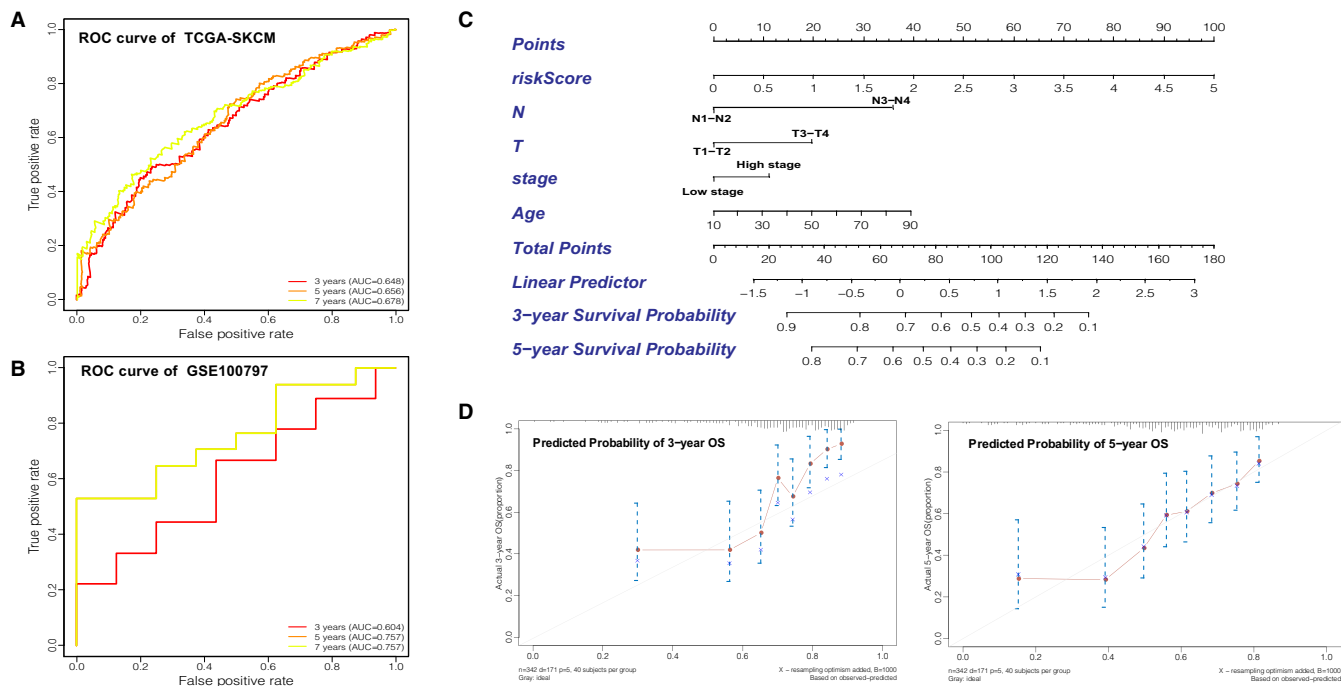 A
ROC curve of TCGA-SKCM
True positive rate
0.0 0.2 0.4 0.6 0.8 1.0
3 years (AUC=0.648)
5 years (AUC=0.656)
7 years (AUC=0.678)
0.0 0.2 0.4 0.6 0.8 1.0
False positive rate
B
ROC curve of GSE100797
True positive rate
0.0 0.2 0.4 0.6 0.8 1.0
3 years (AUC=0.604)
5 years (AUC=0.757)
7 years (AUC=0.757)
0.0 0.2 0.4 0.6 0.8 1.0
False positive rate
C
Points
0 10 20 30 40 50 60 70 80 90 100
riskScore
0 0.5 1 1.5 2 2.5 3 3.5 4 4.5 5
N
N3−N4
N1−N2
T
T3−T4
T1−T2
stage
High stage
Low stage
Age
10 30 50 70 90
Total Points
0 20 40 60 80 100 120 140 160 180
Linear Predictor
−1.5 −1 −0.5 0 0.5 1 1.5 2 2.5 3
3−year Survival Probability
0.9 0.8 0.7 0.6 0.5 0.4 0.3 0.2 0.1
5−year Survival Probability
0.8 0.7 0.6 0.5 0.4 0.3 0.2 0.1
D
Predicted Probability of 3−year OS
Actual 3−year OS(proportion)
0.0 0.2 0.4 0.6 0.8 1.0
0.0 0.2 0.4 0.6 0.8 1.0
n=342 d=171 p=5, 40 subjects per group
Gray: ideal
X − resampling optimism added, B=1000
Based on observed−predicted
Predicted Probability of 5−year OS
Actual 5−year OS(proportion)
0.0 0.2 0.4 0.6 0.8 1.0
0.0 0.2 0.4 0.6 0.8 1.0
n=342 d=171 p=5, 40 subjects per group
Gray: ideal
X − resampling optimism added, B=1000
Based on observed−predicted